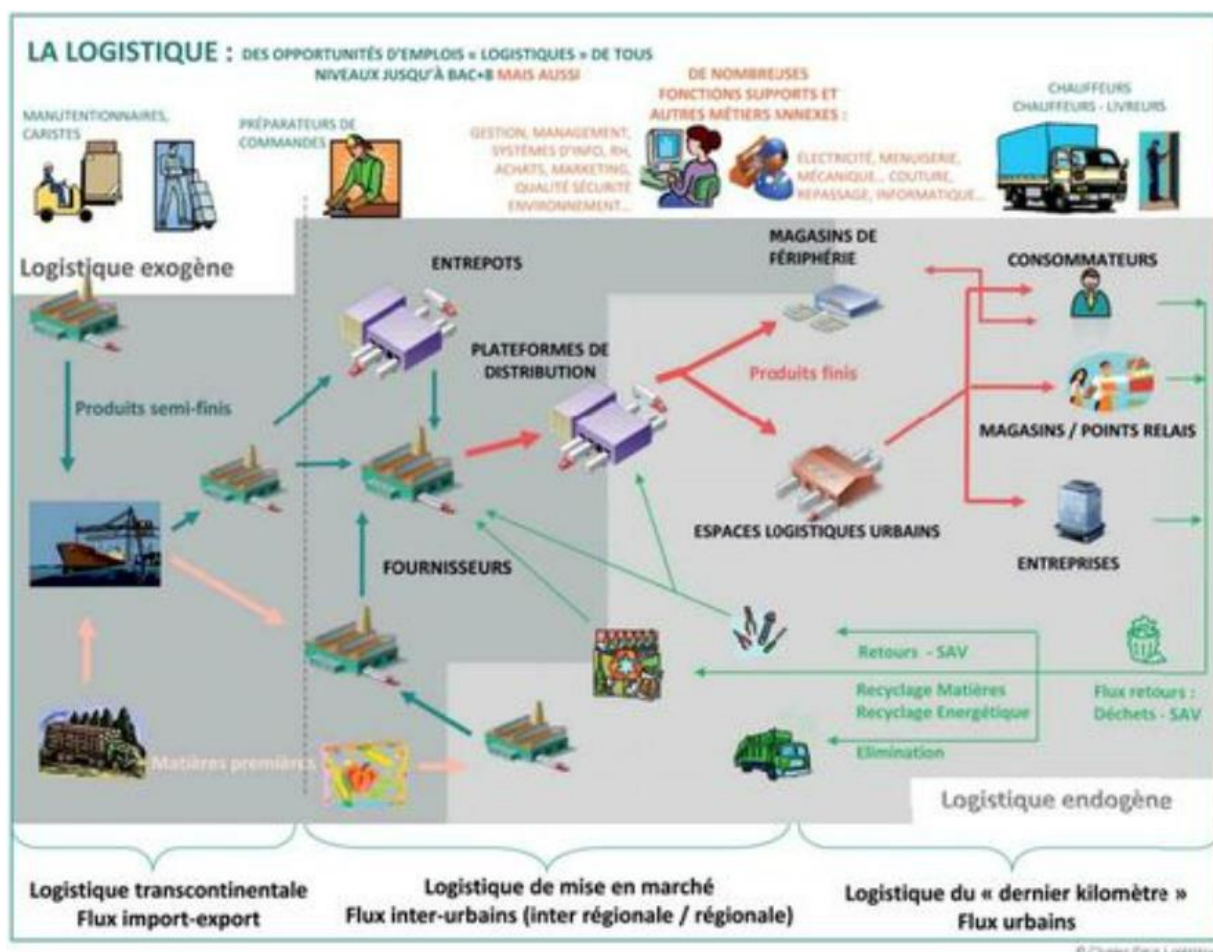 LA LOGISTIQUE : DES OPPORTUNITÉS D'EMPLOIS « LOGISTIQUES » DE TOUS
NIVEAUX JUSQU'À BAC+8 MAIS AUSSI
DE NOMBREUSES
FONCTIONS SUPPORTS ET
AUTRES MÉTIERS ANNEXES :
CHAUFFEURS
CHAUFFEURS - LIVREURS
MANUTENTIONNAIRES,
CARISTES
PRÉPARATEURS DE
COMMANDES
GESTION, MANAGEMENT,
SYSTÈMES D'INFO, RH,
ACHATS, MARKETING,
QUALITÉ SÉCURITÉ
ENVIRONNEMENT...
ÉLECTRICITÉ, MENUISERIE,
MÉCANIQUE... COUTURE,
REPASSAGE, INFORMATIQUE...
Logistique exogène
ENTREPOTS
MAGASINS DE
FÉRIPHÉRIE
CONSOMMATEURS
PLATEFORMES DE
DISTRIBUTION
Produits semi-finis
Produits finis
MAGASINS / POINTS RELAIS
ESPACES LOGISTIQUES URBAINS
FOURNISSEURS
ENTREPRISES
Retours - SAV
Recyclage Matières
Recyclage Energétique
Elimination
Flux retours :
Déchets - SAV
Matières premières
Logistique endogène
Logistique transcontinentale
Flux import-export
Logistique de mise en marché
Flux inter-urbains (inter régionale / régionale)
Logistique du « dernier kilomètre »
Flux urbains